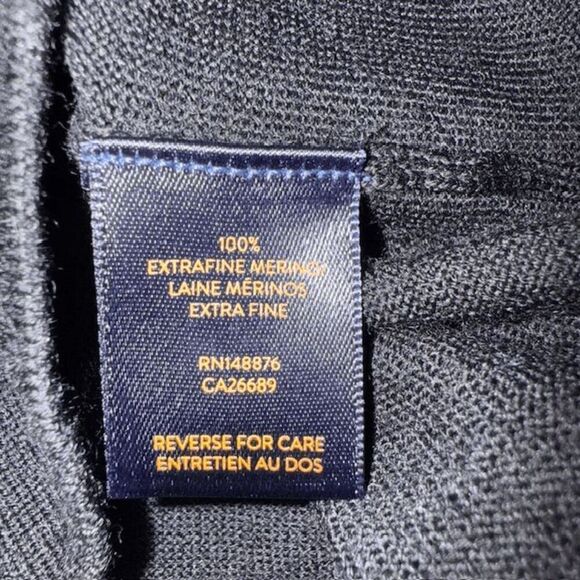 100%
EXTRAFINE MERINO/
LAINE MÉRINOS
EXTRA FINE
RN148876
CA26689
REVERSE FOR CARE
ENTRETIEN AU DOS